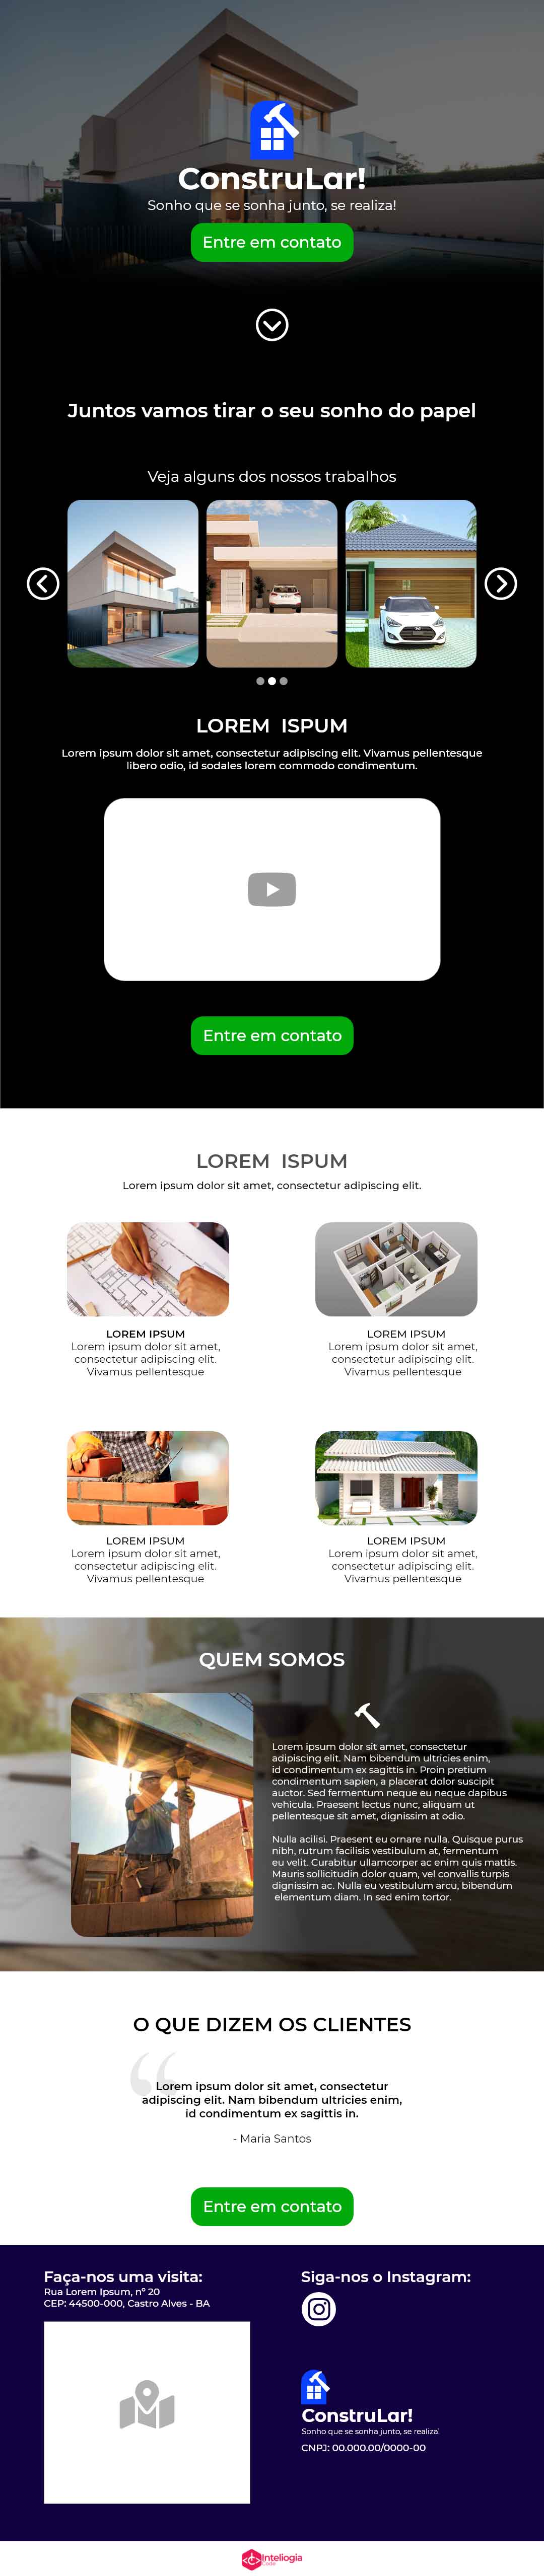 ConstruLar!
Sonho que se sonha junto, se realiza!
Entre em contato
Juntos vamos tirar o seu sonho do papel
Veja alguns dos nossos trabalhos
LOREM ISPUM
Lorem ipsum dolor sit amet, consectetur adipiscing elit. Vivamus pellentesque
libero odio, id sodales lorem commodo condimentum.
Entre em contato
LOREM ISPUM
Lorem ipsum dolor sit amet, consectetur adipiscing elit.
LOREM IPSUM
Lorem ipsum dolor sit amet,
consectetur adipiscing elit.
Vivamus pellentesque
LOREM IPSUM
Lorem ipsum dolor sit amet,
consectetur adipiscing elit.
Vivamus pellentesque
LOREM IPSUM
Lorem ipsum dolor sit amet,
consectetur adipiscing elit.
Vivamus pellentesque
LOREM IPSUM
Lorem ipsum dolor sit amet,
consectetur adipiscing elit.
Vivamus pellentesque
QUEM SOMOS
Lorem ipsum dolor sit amet, consectetur
adipiscing elit. Nam bibendum ultricies enim,
id condimentum ex sagittis in. Proin pretium
condimentum sapien, a placerat dolor suscipit
auctor. Sed fermentum neque eu neque dapibus
vehicula. Praesent lectus nunc, aliquam ut
pellentesque sit amet, dignissim at odio.
Nulla acilisi. Praesent eu ornare nulla. Quisque purus
nibh, rutrum facilisis vestibulum at, fermentum
eu velit. Curabitur ullamcorper ac enim quis mattis.
Mauris sollicitudin dolor quam, vel convallis turpis
dignissim ac. Nulla eu vestibulum arcu, bibendum
elementum diam. In sed enim tortor.
O QUE DIZEM OS CLIENTES
“
Lorem ipsum dolor sit amet, consectetur
adipiscing elit. Nam bibendum ultricies enim,
id condimentum ex sagittis in.
- Maria Santos
Entre em contato
Faça-nos uma visita:
Rua Lorem Ipsum, nº 20
CEP: 44500-000, Castro Alves - BA
Siga-nos o Instagram:
ConstruLar!
Sonho que se sonha junto, se realiza!
CNPJ: 00.000.00/0000-00
Inteliogia
Code